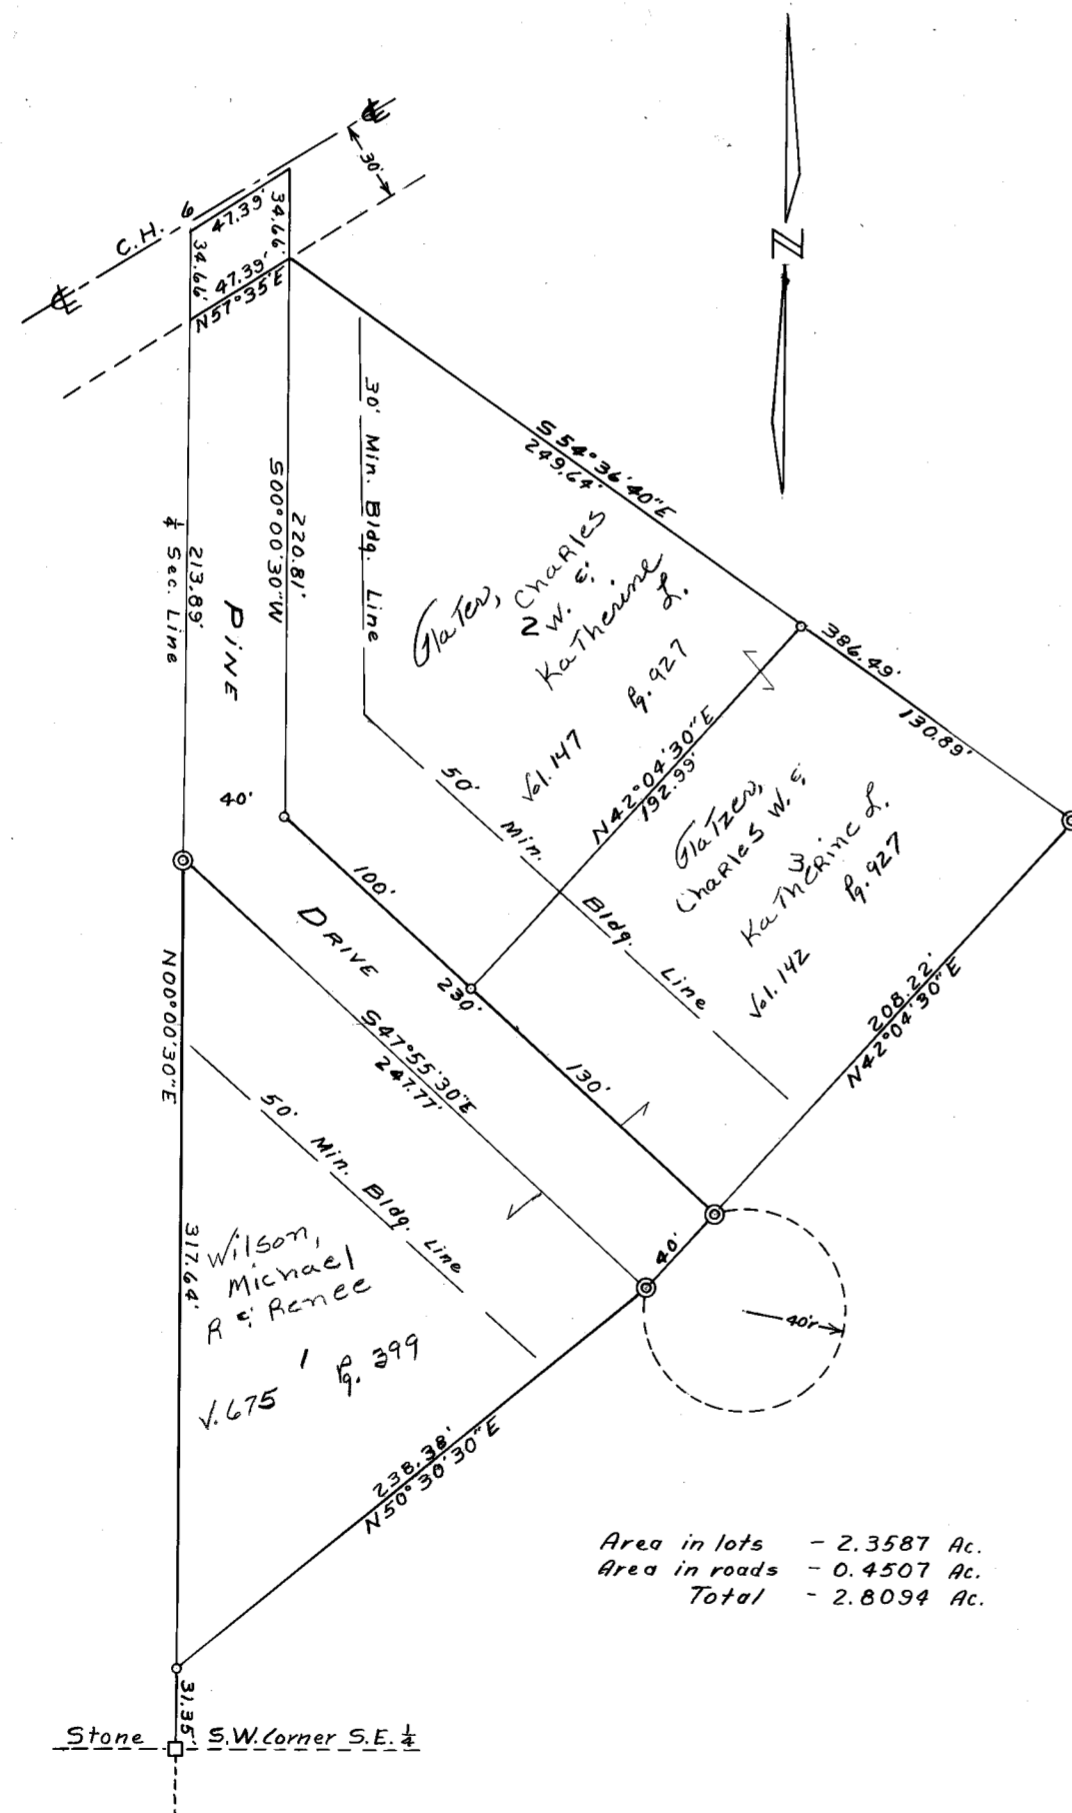 ℄
30'
C.H. 6
47.39'
34.66'
34.66'
47.39'
N57°35'E
℄
N
30' Min. Bldg. Line
S 54°36'40"E
249.64'
386.49'
130.89'
¼ Sec. Line
213.89'
S00°00'30"W
220.81'
PINE
DRIVE
40'
Charles
2 W. &
Katherine
L.
Vol. 147 Pg. 927
N42°04'30"E
192.99'
50' Min. Bldg. Line
Glatzer,
Charles W. &
3
Katherine L.
Vol. 142 Pg. 927
208.22'
N42°04'30"E
100'
230'
130'
S47°55'30"E
247.77'
40'
40'r
N00°00'30"E
317.64'
50' Min. Bldg. Line
Wilson,
Michael
R & Renee
1
V. 675 Pg. 399
238.38'
N50°30'30"E
Area in lots - 2.3587 Ac.
Area in roads - 0.4507 Ac.
Total - 2.8094 Ac.
31.35'
Stone S.W. Corner S.E. ¼